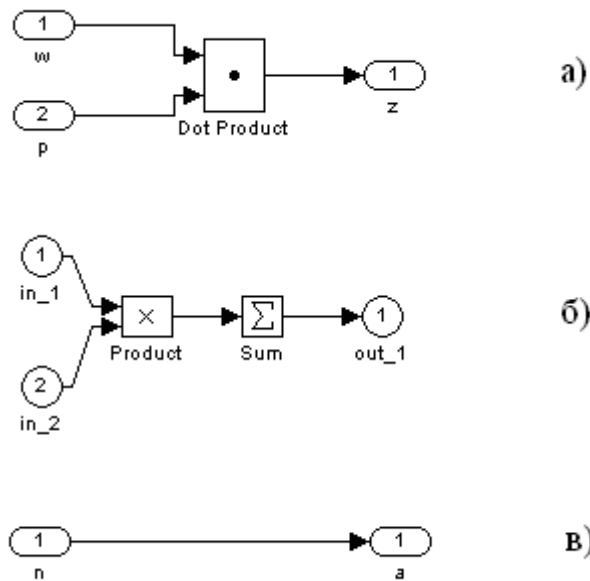 1
w
2
p
Dot Product
1
z
а)
1
in_1
2
in_2
×
Product
Σ
Sum
1
out_1
б)
1
n
1
a
в)